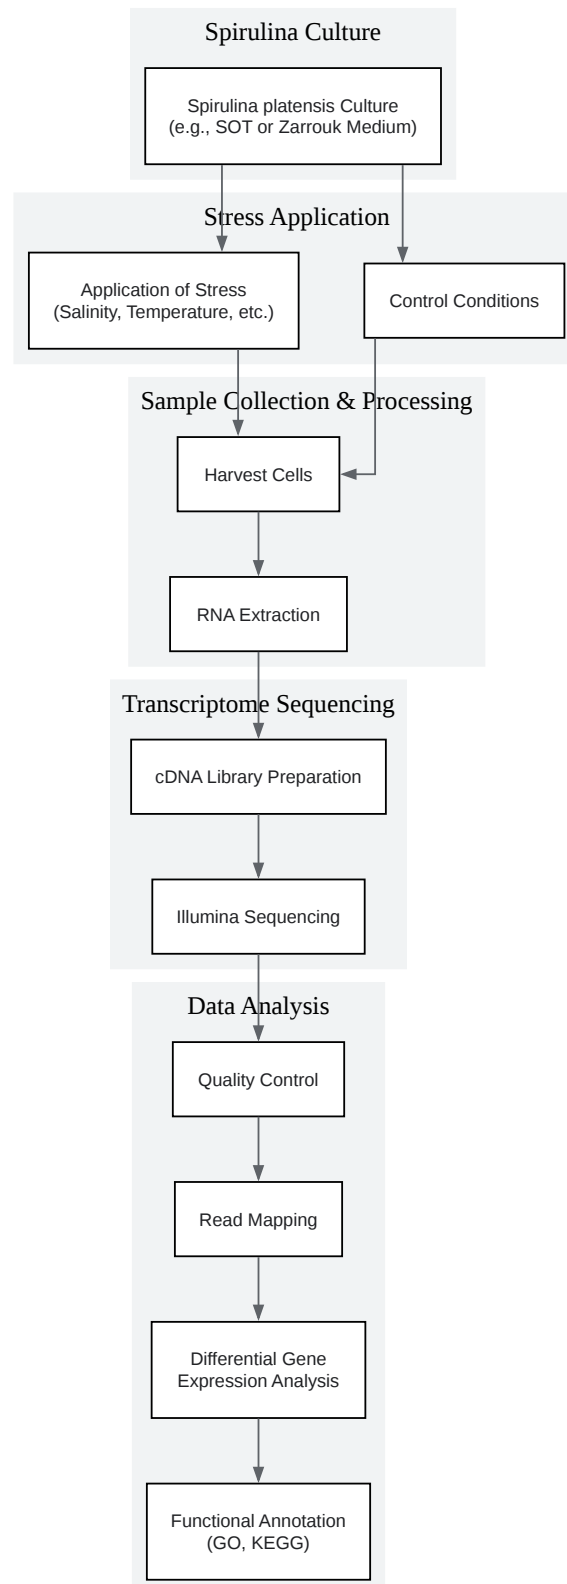 Spirulina Culture
Spirulina platensis Culture
(e.g., SOT or Zarrouk Medium)
Stress Application
Application of Stress
(Salinity, Temperature, etc.)
Control Conditions
Sample Collection & Processing
Harvest Cells
RNA Extraction
Transcriptome Sequencing
cDNA Library Preparation
Illumina Sequencing
Data Analysis
Quality Control
Read Mapping
Differential Gene
Expression Analysis
Functional Annotation
(GO, KEGG)